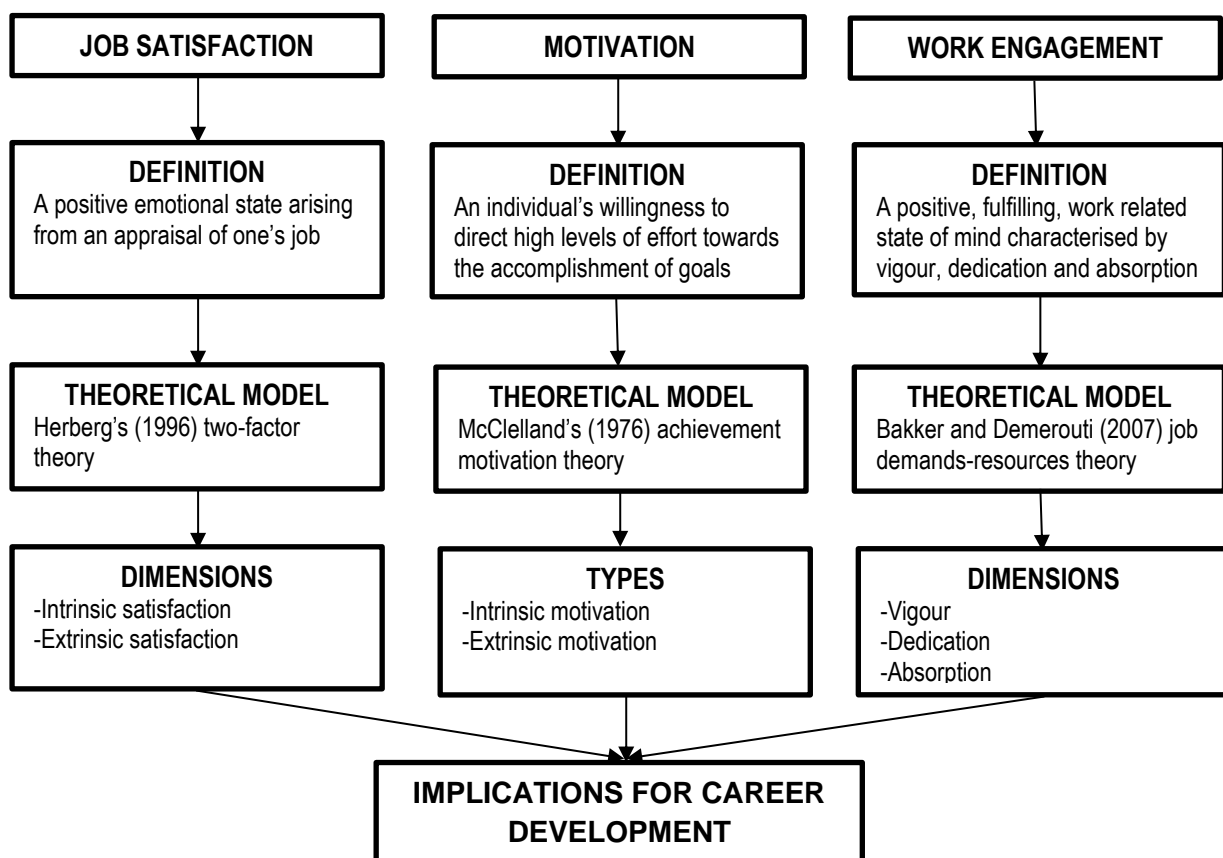 JOB SATISFACTION
DEFINITION
A positive emotional state arising
from an appraisal of one's job
THEORETICAL MODEL
Herberg's (1996) two-factor
theory
DIMENSIONS
-Intrinsic satisfaction
-Extrinsic satisfaction
MOTIVATION
DEFINITION
An individual's willingness to
direct high levels of effort towards
the accomplishment of goals
THEORETICAL MODEL
McClelland's (1976) achievement
motivation theory
TYPES
-Intrinsic motivation
-Extrinsic motivation
WORK ENGAGEMENT
DEFINITION
A positive, fulfilling, work related
state of mind characterised by
vigour, dedication and absorption
THEORETICAL MODEL
Bakker and Demerouti (2007) job
demands-resources theory
DIMENSIONS
-Vigour
-Dedication
-Absorption
IMPLICATIONS FOR CAREER
DEVELOPMENT